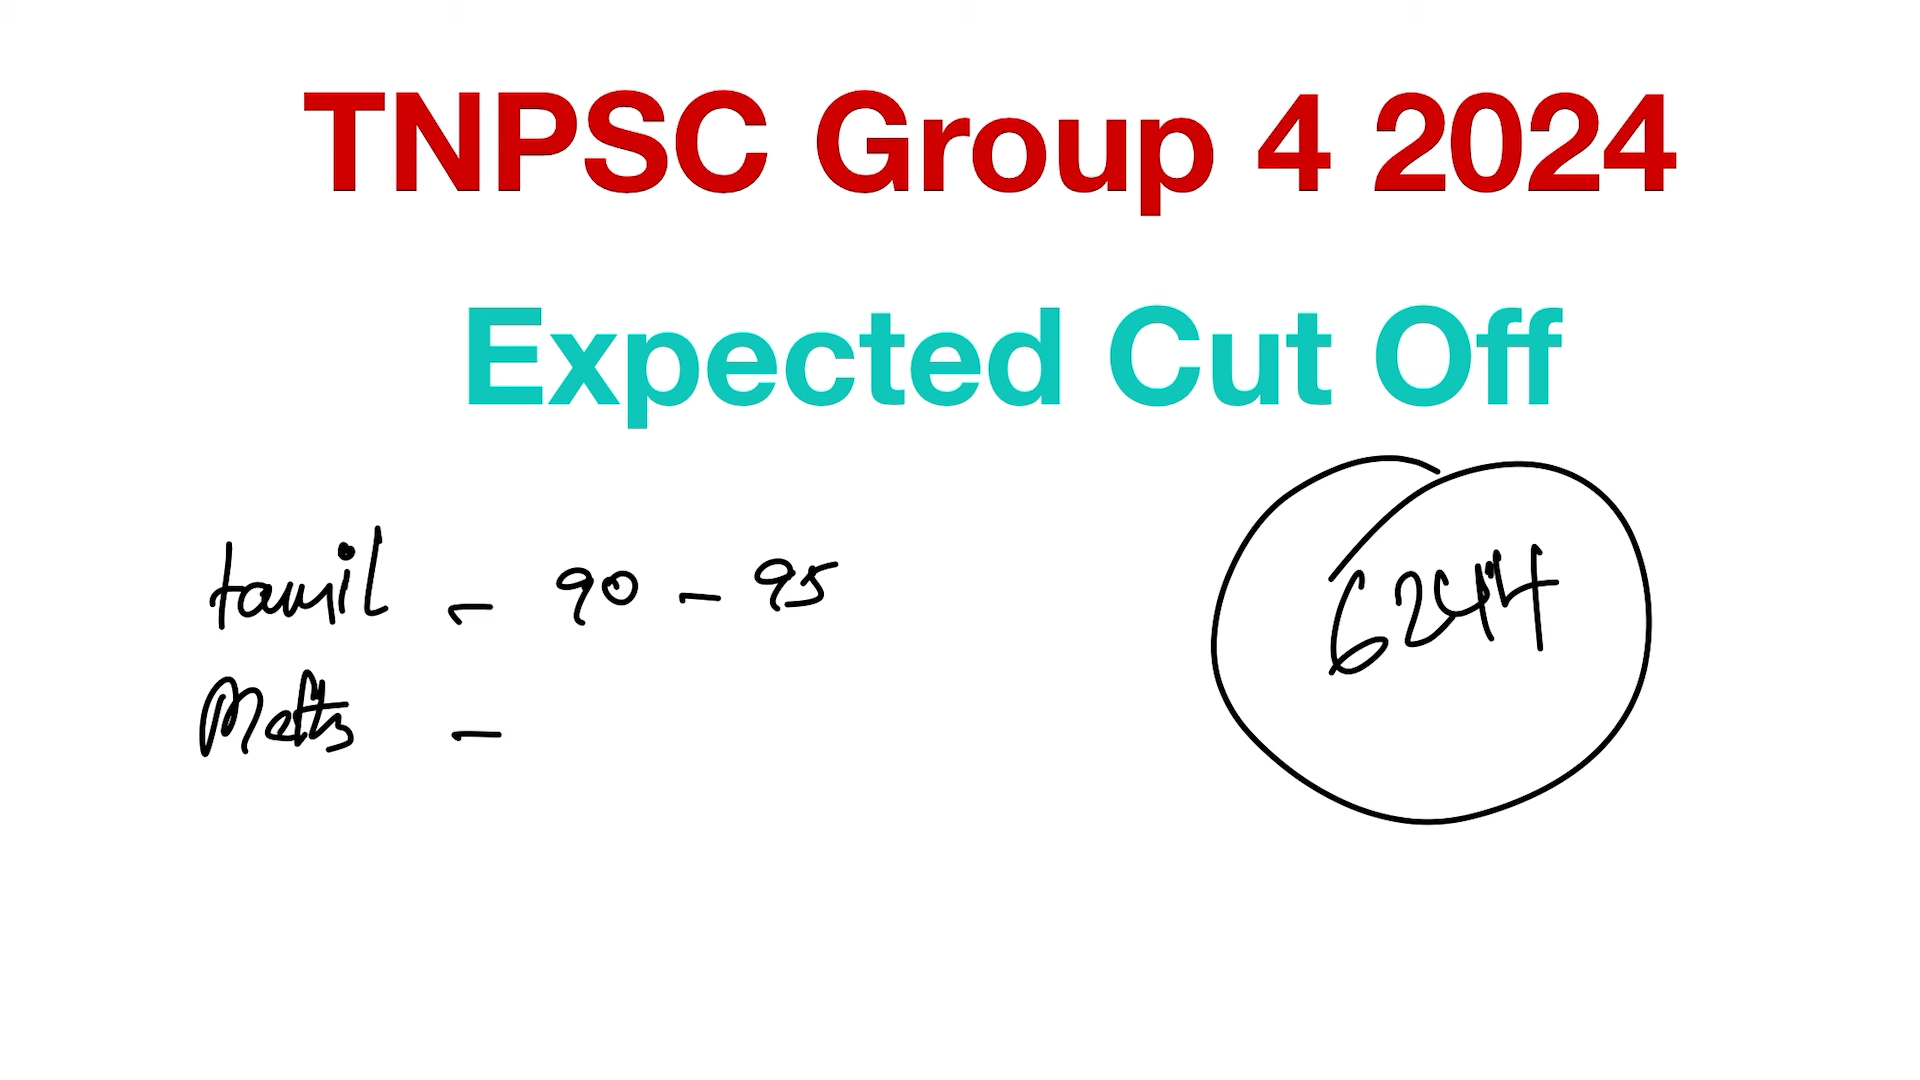 TNPSC Group 4 2024
Expected Cut Off
tamil - 90 - 95
6244
Maths -